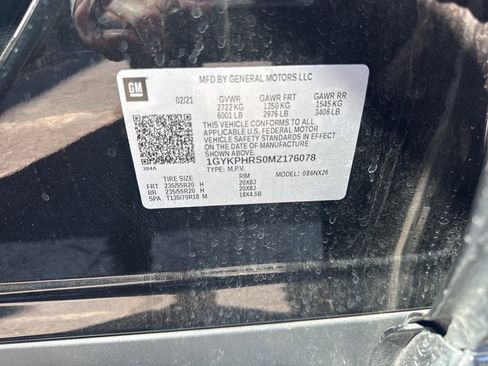 GM
MFD BY GENERAL MOTORS LLC
02/21 GVWR GAWR FRT GAWR RR
2722 KG 1350 KG 1545 KG
6001 LB 2976 LB 3406 LB
THIS VEHICLE CONFORMS TO ALL
APPLICABLE U.S. FEDERAL MOTOR
VEHICLE SAFETY STANDARDS IN EFFECT
ON THE DATE OF MANUFACTURE
SHOWN ABOVE.
384A 1GYKPHRS0MZ176078
TYPE: M.P.V. MODEL: 086NX26
TIRE SIZE RIM
FRT 235/55R20 H 20X8J
RR 235/55R20 H 20X8J
SPA T135/70R18 M 18X4.5B